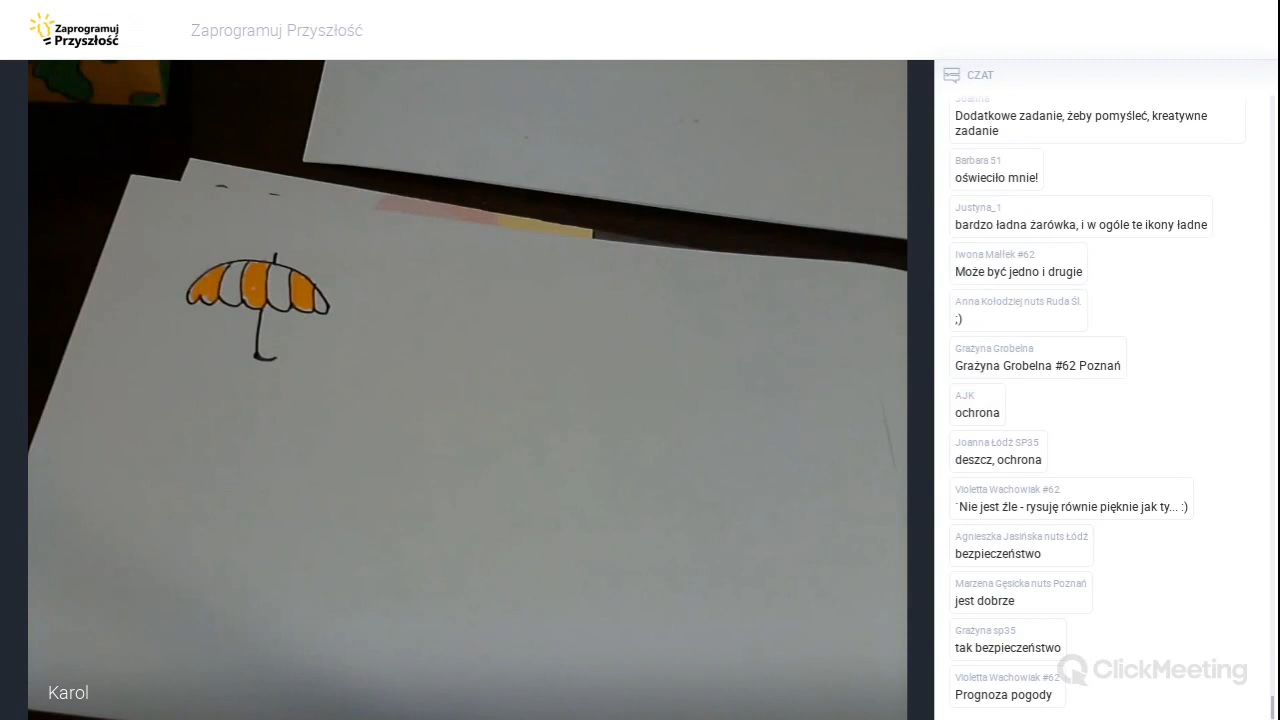 Zaprogramuj
Przyszłość
Zaprogramuj Przyszłość
CZAT
Joanna
Dodatkowe zadanie, żeby pomyśleć, kreatywne
zadanie
Barbara 51
oświeciło mnie!
Justyna_1
bardzo ładna żarówka, i w ogóle te ikony ładne
Iwona Małłek #62
Może być jedno i drugie
Anna Kołodziej nuts Ruda Śl.
;)
Grażyna Grobelna
Grażyna Grobelna #62 Poznań
AJK
ochrona
Joanna Łódź SP35
deszcz, ochrona
Violetta Wachowiak #62
`Nie jest źle - rysuję równie pięknie jak ty... :)
Agnieszka Jasińska nuts Łódź
bezpieczeństwo
Marzena Gęsicka nuts Poznań
jest dobrze
Grażyna sp35
tak bezpieczeństwo
Violetta Wachowiak #62
Prognoza pogody
ClickMeeting
Karol